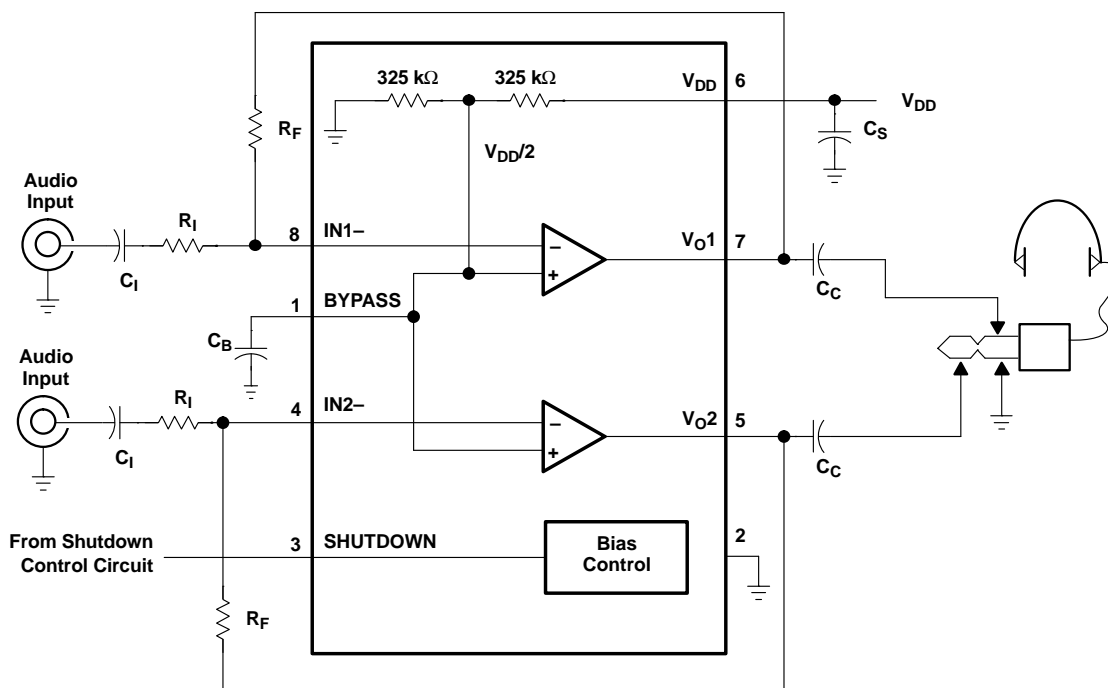 325 kΩ
325 kΩ
VDD
6
VDD
RF
CS
VDD/2
Audio
Input
RI
CI
8
IN1–
VO1
7
–
+
CC
1
BYPASS
CB
Audio
Input
RI
CI
4
IN2–
VO2
5
–
+
CC
From Shutdown
Control Circuit
3
SHUTDOWN
Bias
Control
2
RF